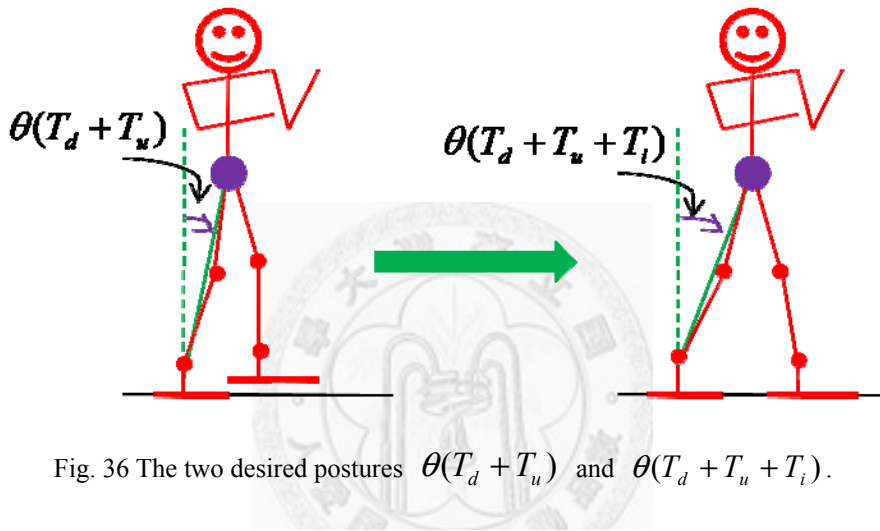 θ(T_d + T_u)
θ(T_d + T_u + T_i)
Fig. 36 The two desired postures θ(T_d + T_u) and θ(T_d + T_u + T_i).